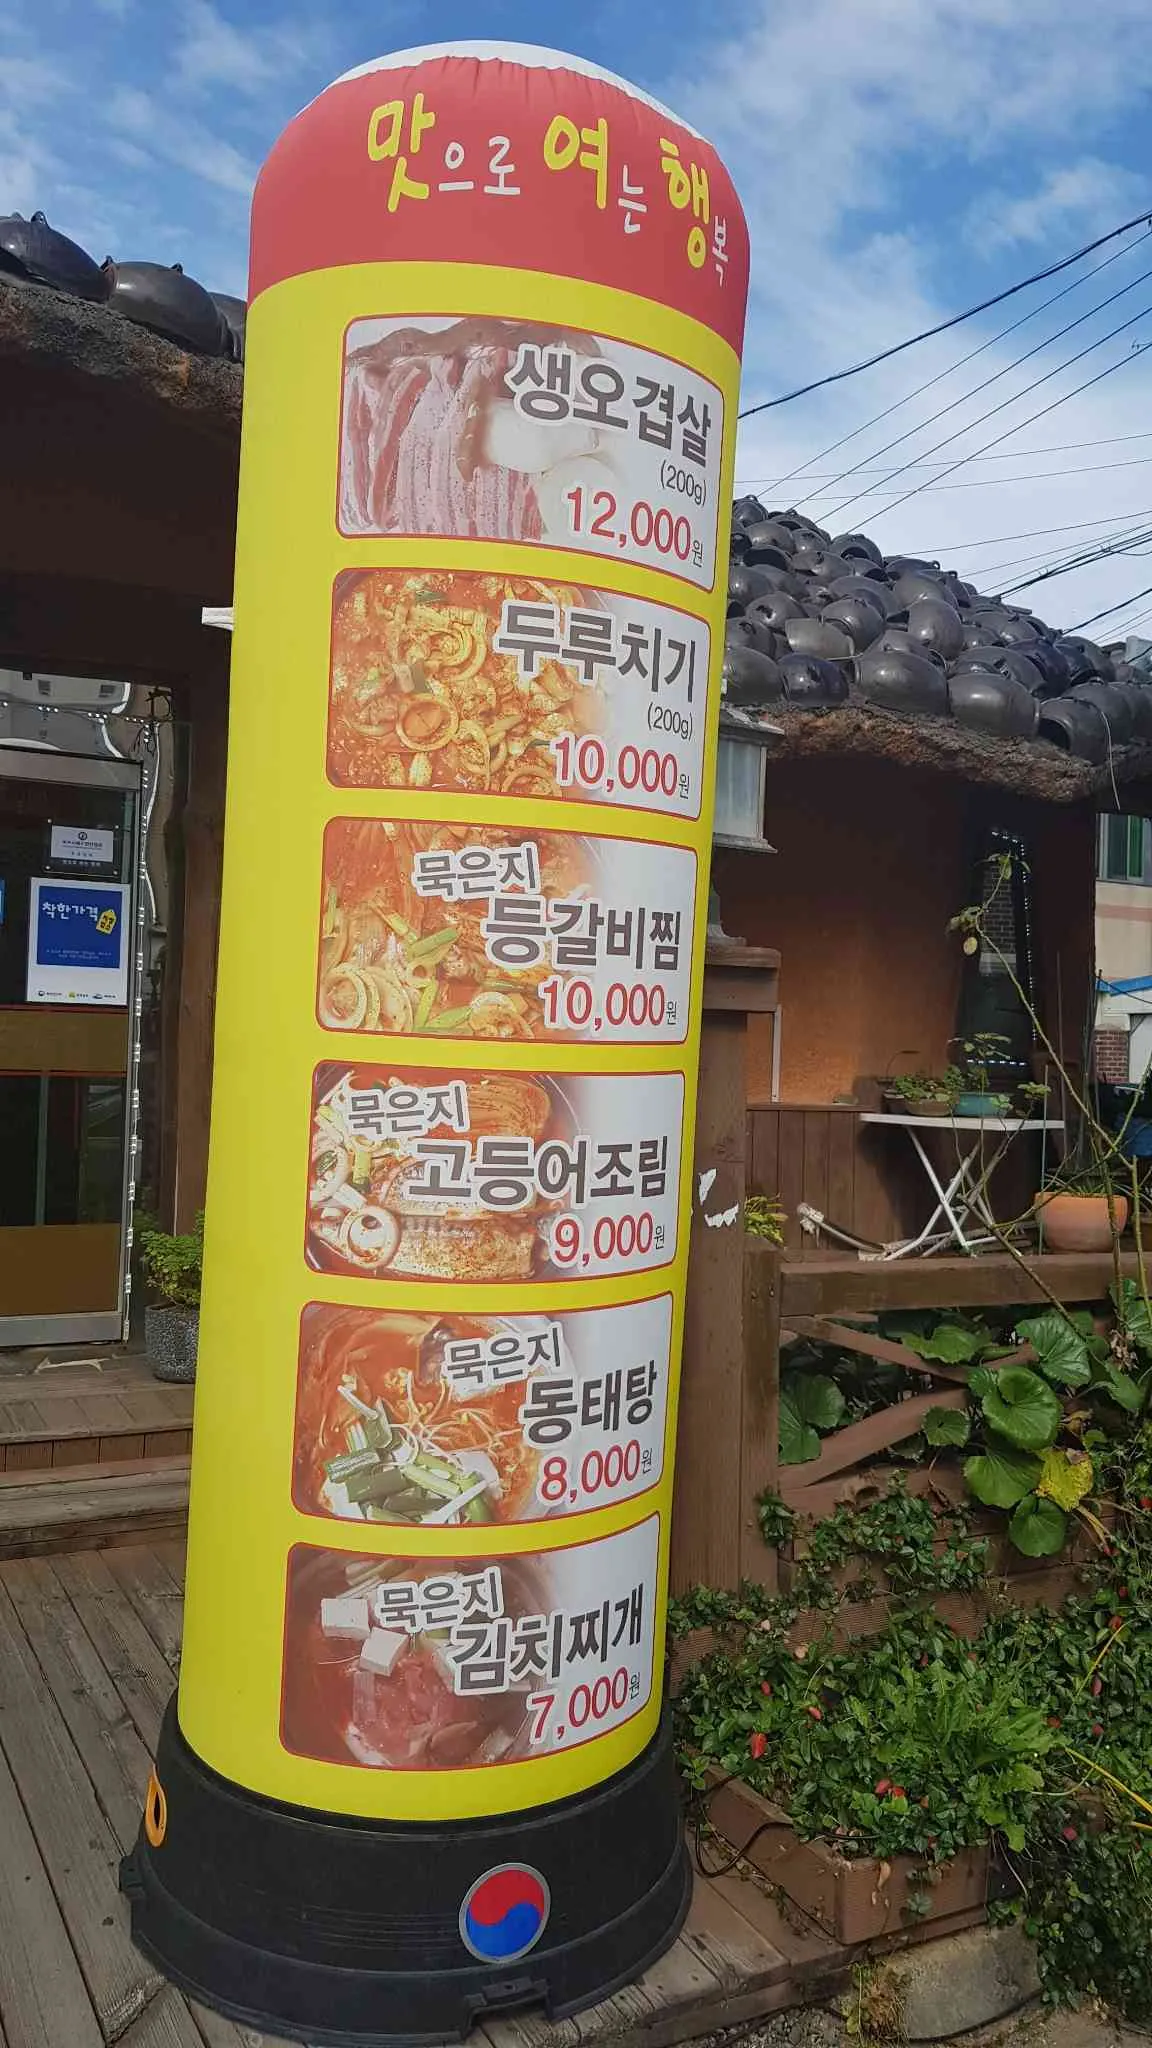 맛으로 여는 행복
생오겹살
(200g)
12,000원
두루치기
(200g)
10,000원
묵은지
등갈비찜
10,000원
묵은지
고등어조림
9,000원
묵은지
동태탕
8,000원
묵은지
김치찌개
7,000원
착한가격